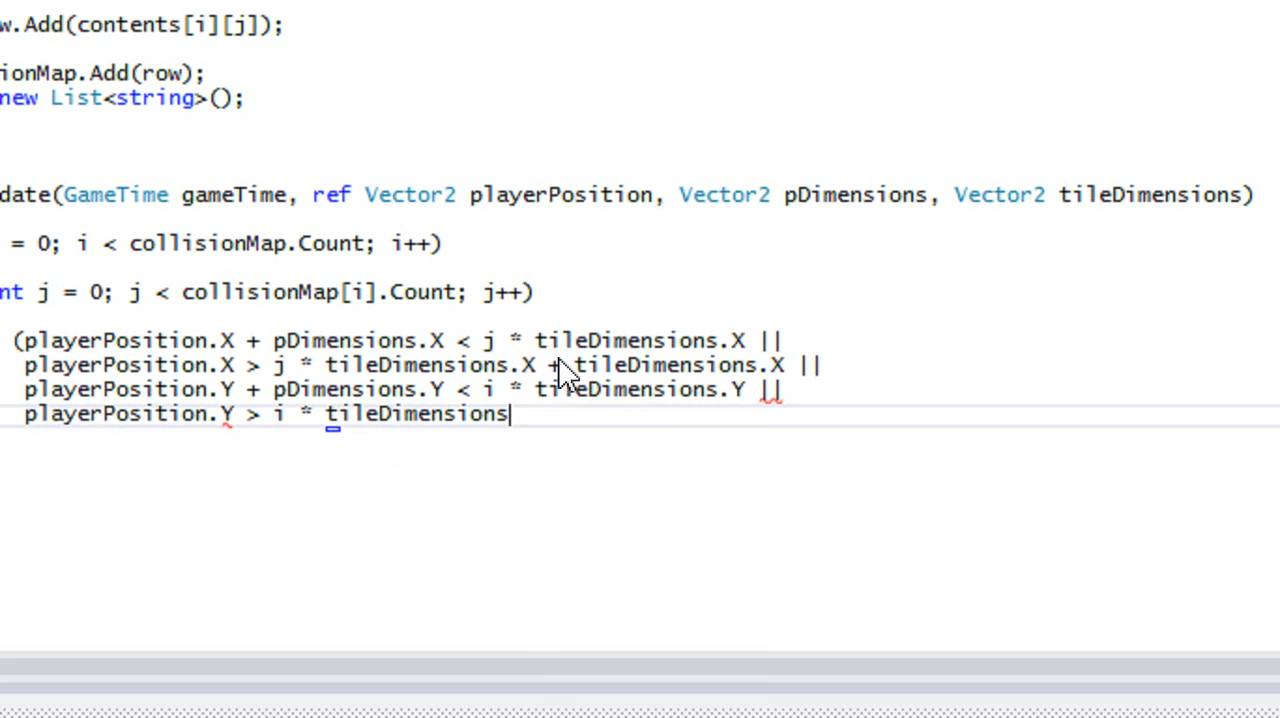 w.Add(contents[i][j]);
ionMap.Add(row);
new List<string>();
date(GameTime gameTime, ref Vector2 playerPosition, Vector2 pDimensions, Vector2 tileDimensions)
= 0; i < collisionMap.Count; i++)
nt j = 0; j < collisionMap[i].Count; j++)
(playerPosition.X + pDimensions.X < j * tileDimensions.X ||
playerPosition.X > j * tileDimensions.X + tileDimensions.X ||
playerPosition.Y + pDimensions.Y < i * tileDimensions.Y ||
playerPosition.Y > i * tileDimensions